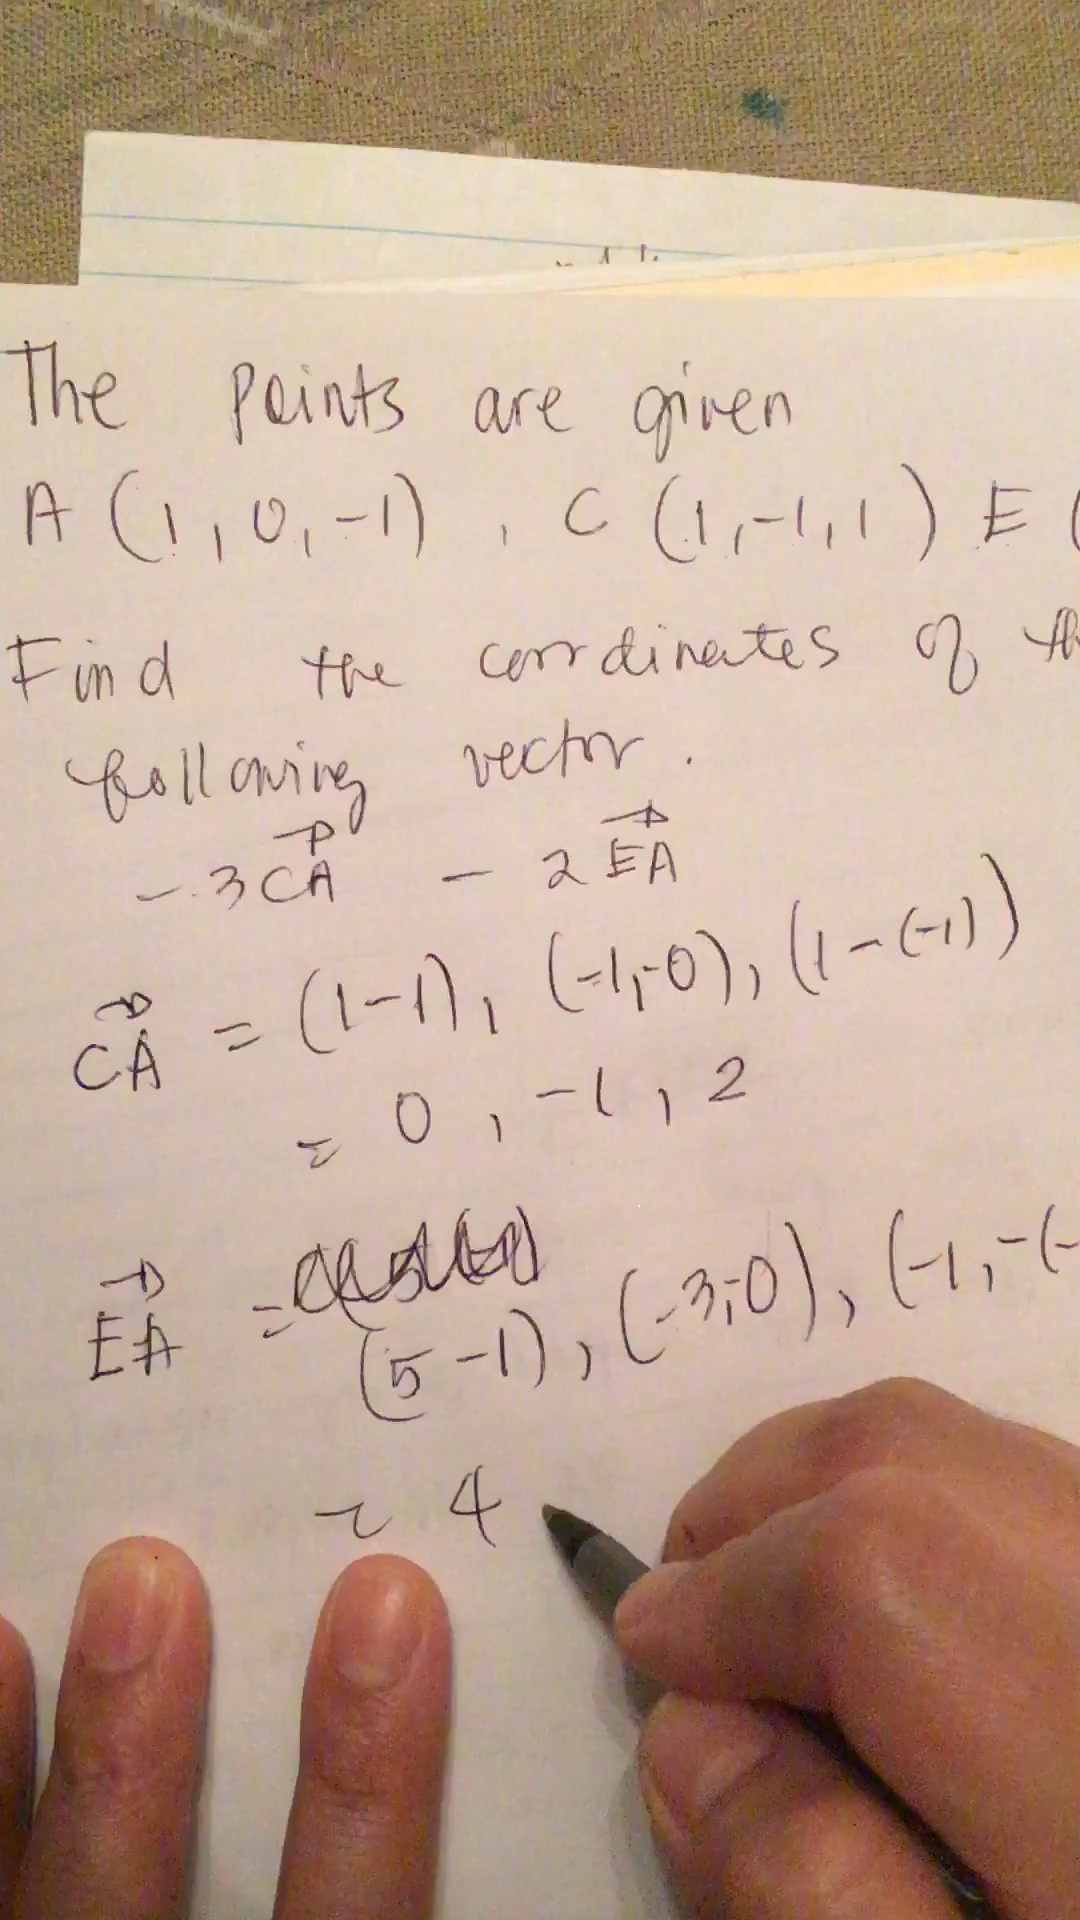 The points are given
A (1, 0, -1) , C (1, -1, 1) E (
Find the coordinates of th
following vector.
- 3 CA - 2 EA
CA = (1-1), (-1,-0), (1-(-1))
= 0, -1, 2
EA =
(5-1), (-3,-0), (-1,-(-
= 4